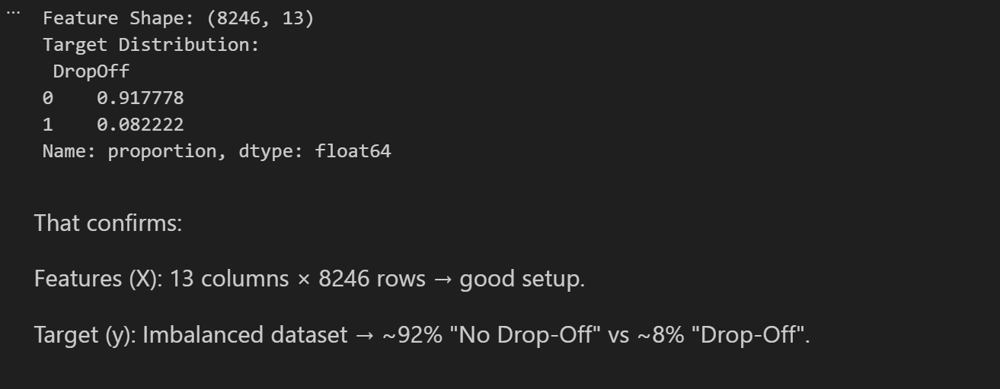 ...
Feature Shape: (8246, 13)
Target Distribution:
DropOff
0    0.917778
1    0.082222
Name: proportion, dtype: float64
That confirms:
Features (X): 13 columns × 8246 rows → good setup.
Target (y): Imbalanced dataset → ~92% "No Drop-Off" vs ~8% "Drop-Off".